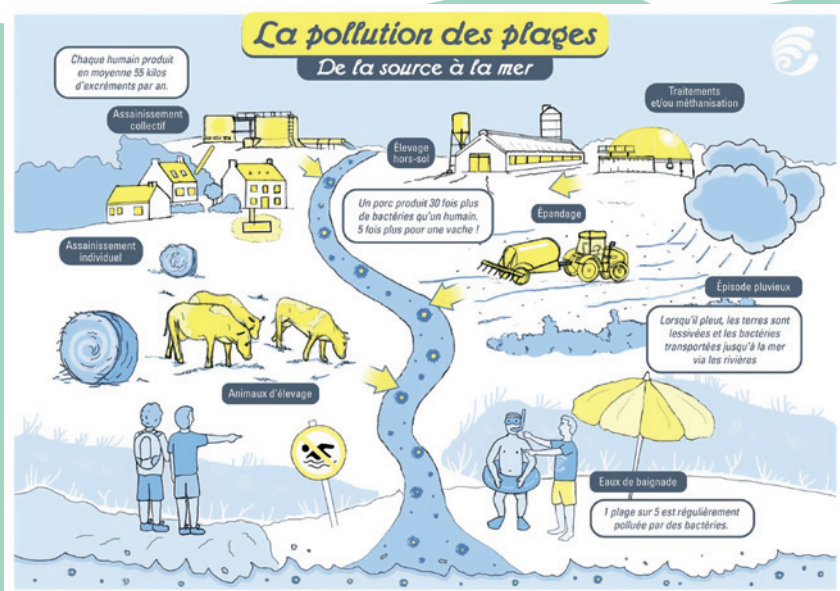 La pollution des plages
De la source à la mer
Chaque humain produit
en moyenne 55 kilos
d'excréments par an.
Assainissement
collectif
Élevage
hors-sol
Traitements
et/ou méthanisation
Un porc produit 30 fois plus
de bactéries qu'un humain.
5 fois plus pour une vache !
Épandage
Assainissement
individuel
Épisode pluvieux
Lorsqu'il pleut, les terres sont
lessivées et les bactéries
transportées jusqu'à la mer
via les rivières
Animaux d'élevage
Eaux de baignade
1 plage sur 5 est régulièrement
polluée par des bactéries.